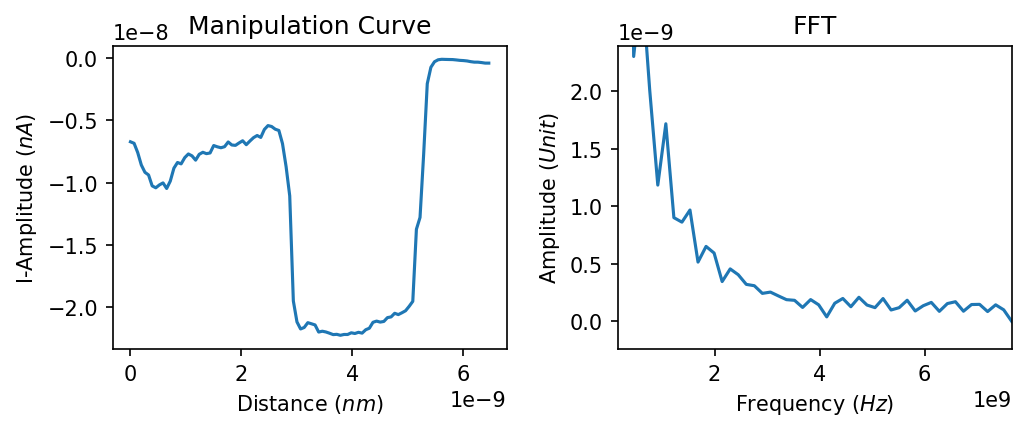 Manipulation Curve
1e−8
0.0
−0.5
−1.0
−1.5
−2.0
I-Amplitude (nA)
0 2 4 6
1e−9
Distance (nm)
FFT
1e−9
2.0
1.5
1.0
0.5
0.0
Amplitude (Unit)
2 4 6
1e9
Frequency (Hz)